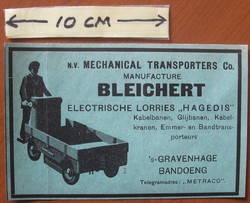 10 CM
N.V. MECHANICAL TRANSPORTERS Co.
MANUFACTURE
BLEICHERT
ELECTRISCHE LORRIES „HAGEDIS"
Kabelbanen, Glijbanen, Kabel-
kranen, Emmer- en Bandtrans-
porteurs
's-GRAVENHAGE
BANDOENG
Telegramadres: „METRACO"